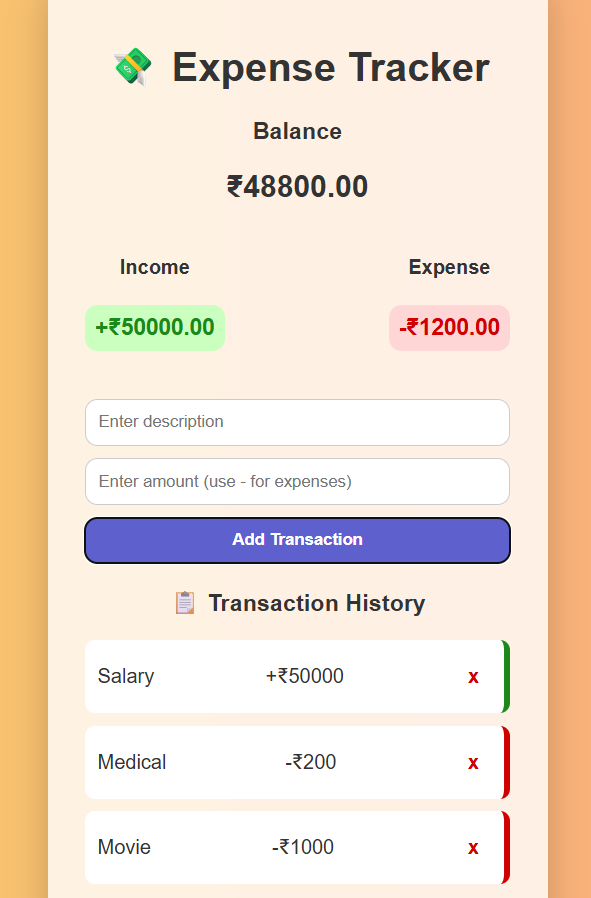 💸 Expense Tracker
Balance
₹48800.00
Income Expense
+₹50000.00 -₹1200.00
Enter description
Enter amount (use - for expenses)
Add Transaction
📋 Transaction History
Salary +₹50000 x
Medical -₹200 x
Movie -₹1000 x